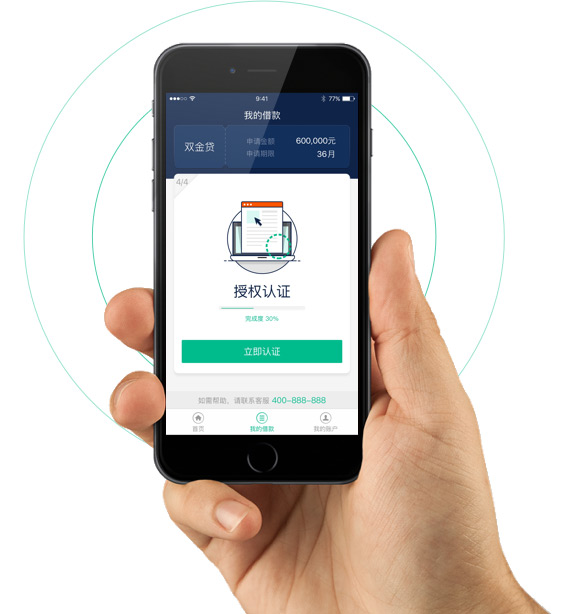 9:41
77%
我的借款
双金贷
申请金额 600,000元
申请期限 36月
4/4
授权认证
完成度 30%
立即认证
如需帮助，请联系客服 400-888-888
首页 我的借款 我的账户